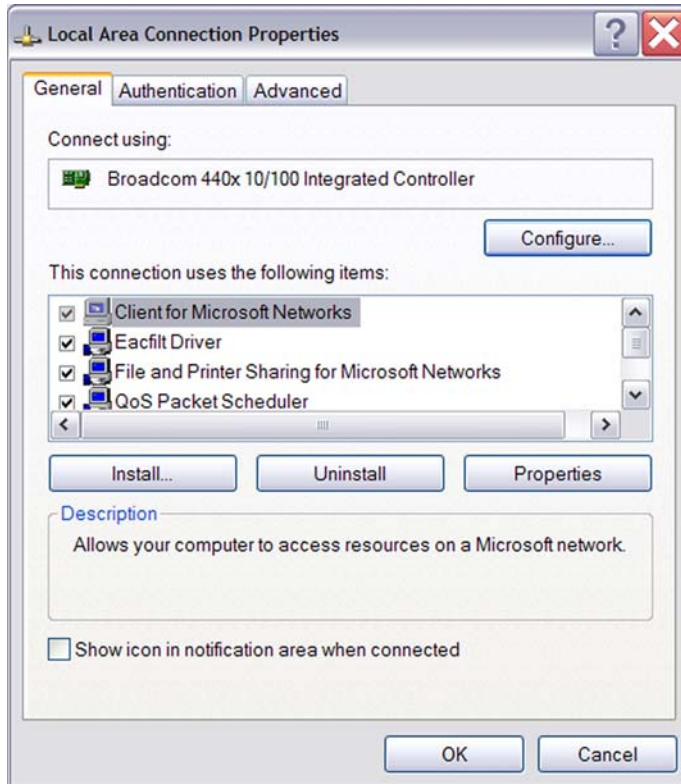 Local Area Connection Properties
General Authentication Advanced
Connect using:
Broadcom 440x 10/100 Integrated Controller
Configure...
This connection uses the following items:
Client for Microsoft Networks
Eacfilt Driver
File and Printer Sharing for Microsoft Networks
QoS Packet Scheduler
Install... Uninstall Properties
Description
Allows your computer to access resources on a Microsoft network.
Show icon in notification area when connected
OK Cancel